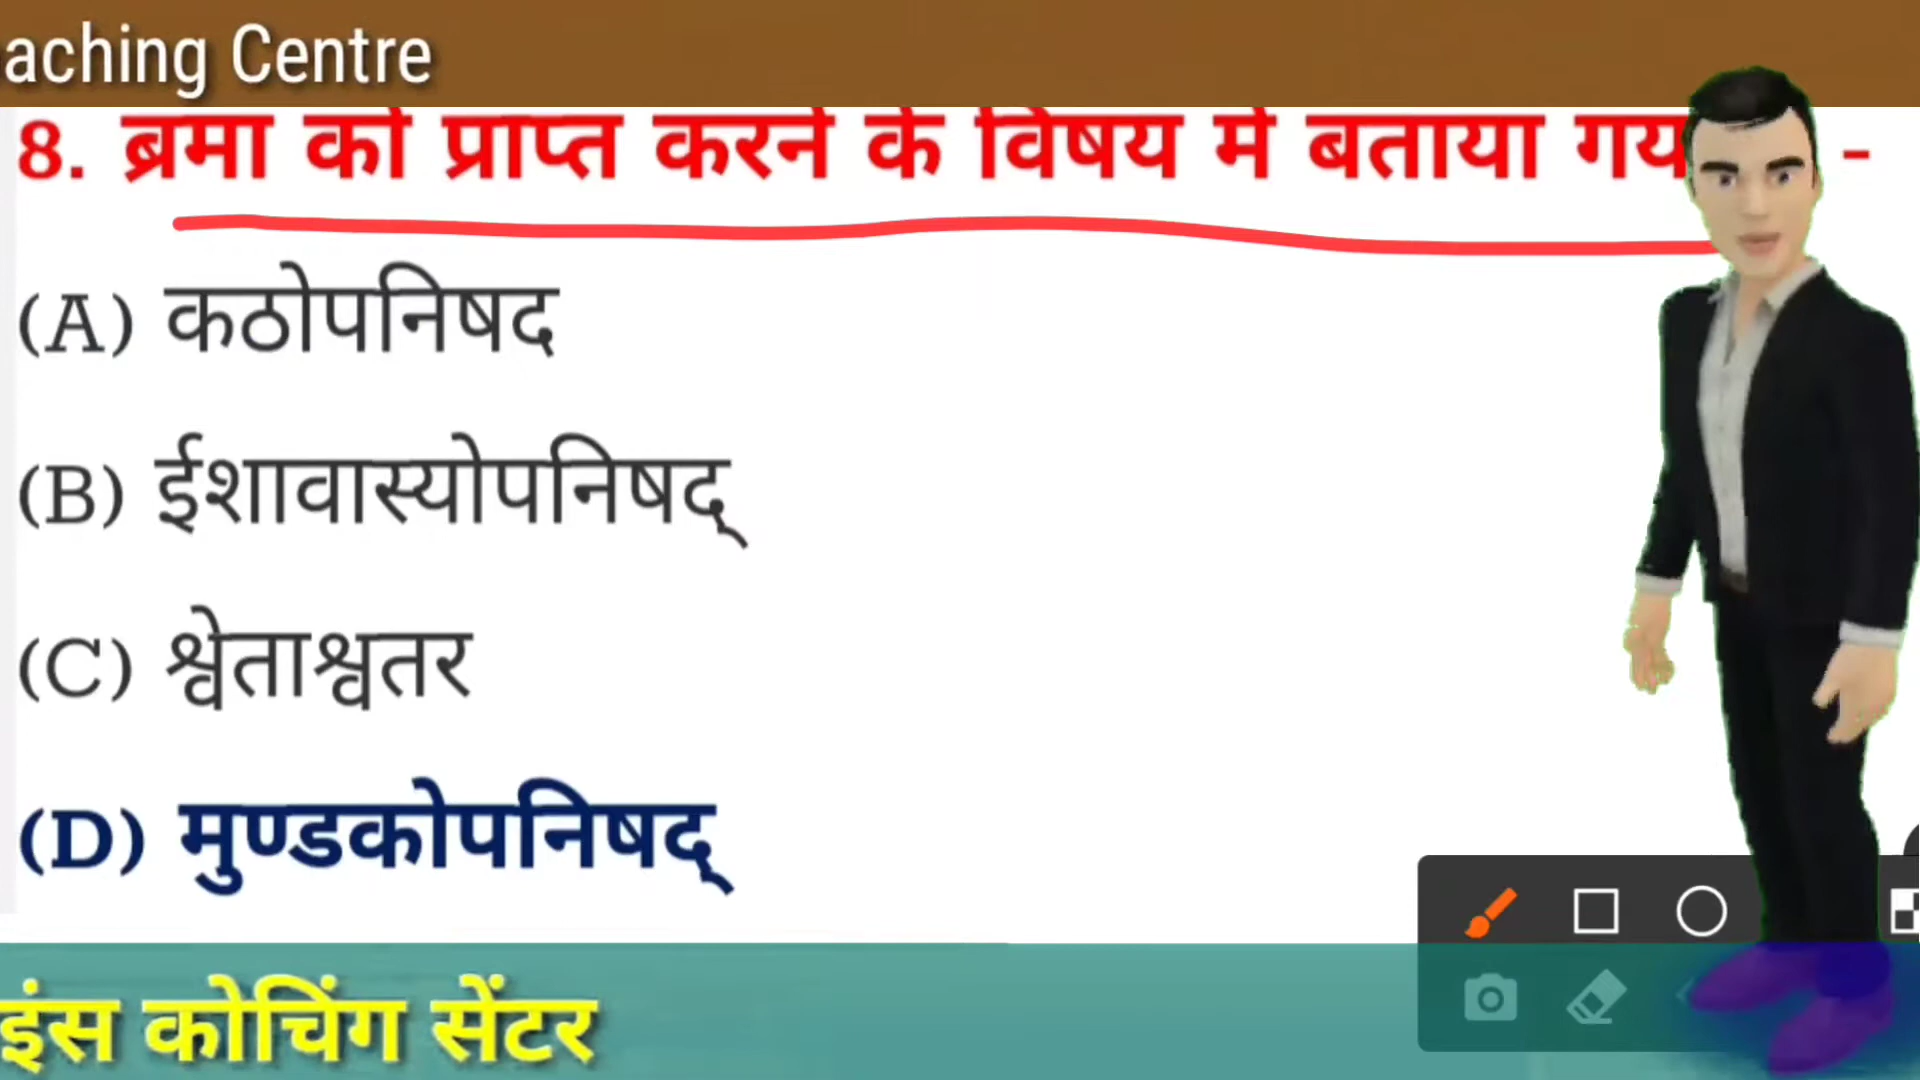 aching Centre
8. ब्रमा को प्राप्त करने के विषय में बताया गय -
(A) कठोपनिषद
(B) ईशावास्योपनिषद्
(C) श्वेताश्वतर
(D) मुण्डकोपनिषद्
इंस कोचिंग सेंटर